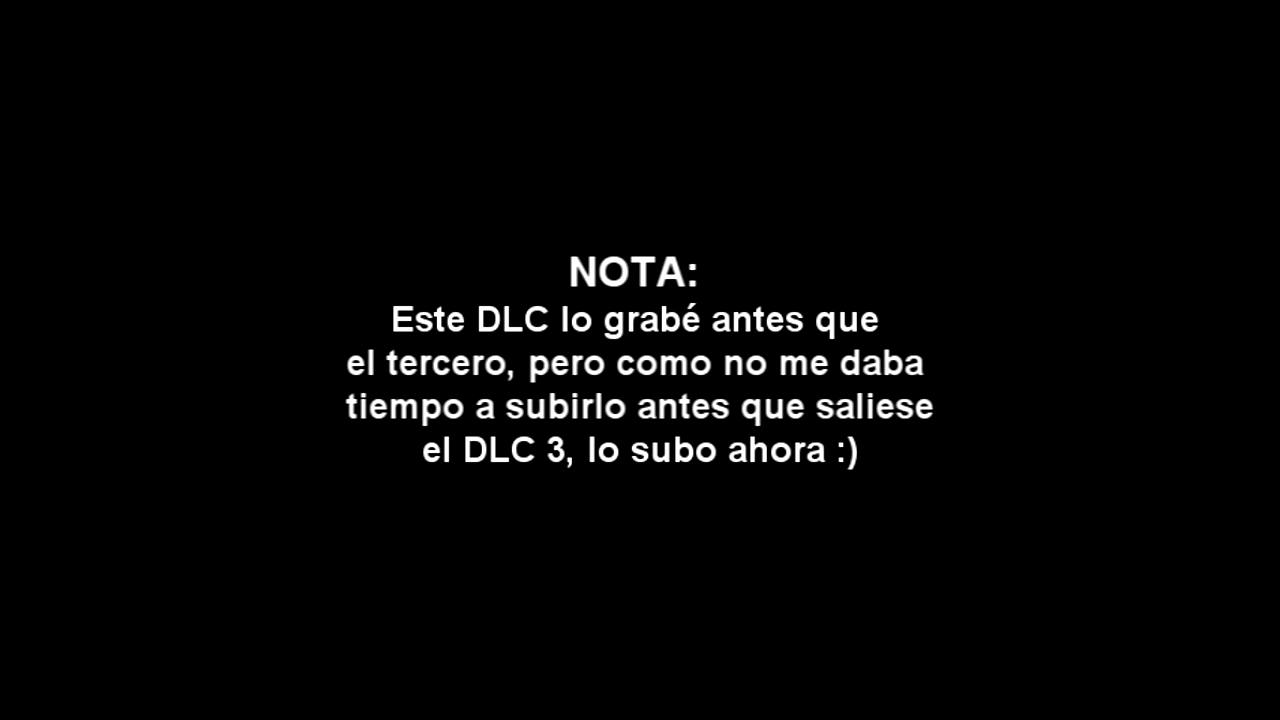 NOTA:
Este DLC lo grabé antes que
el tercero, pero como no me daba
tiempo a subirlo antes que saliese
el DLC 3, lo subo ahora :)